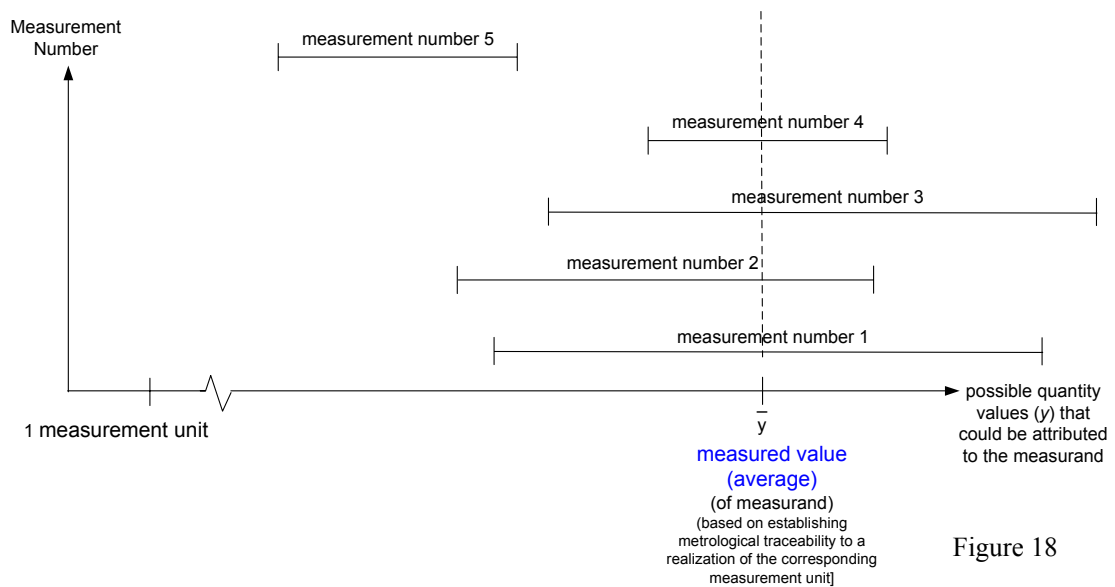 Measurement
Number
measurement number 5
measurement number 4
measurement number 3
measurement number 2
measurement number 1
1 measurement unit
y
possible quantity
values (y) that
could be attributed
to the measurand
measured value
(average)
(of measurand)
(based on establishing
metrological traceability to a
realization of the corresponding
measurement unit]
Figure 18